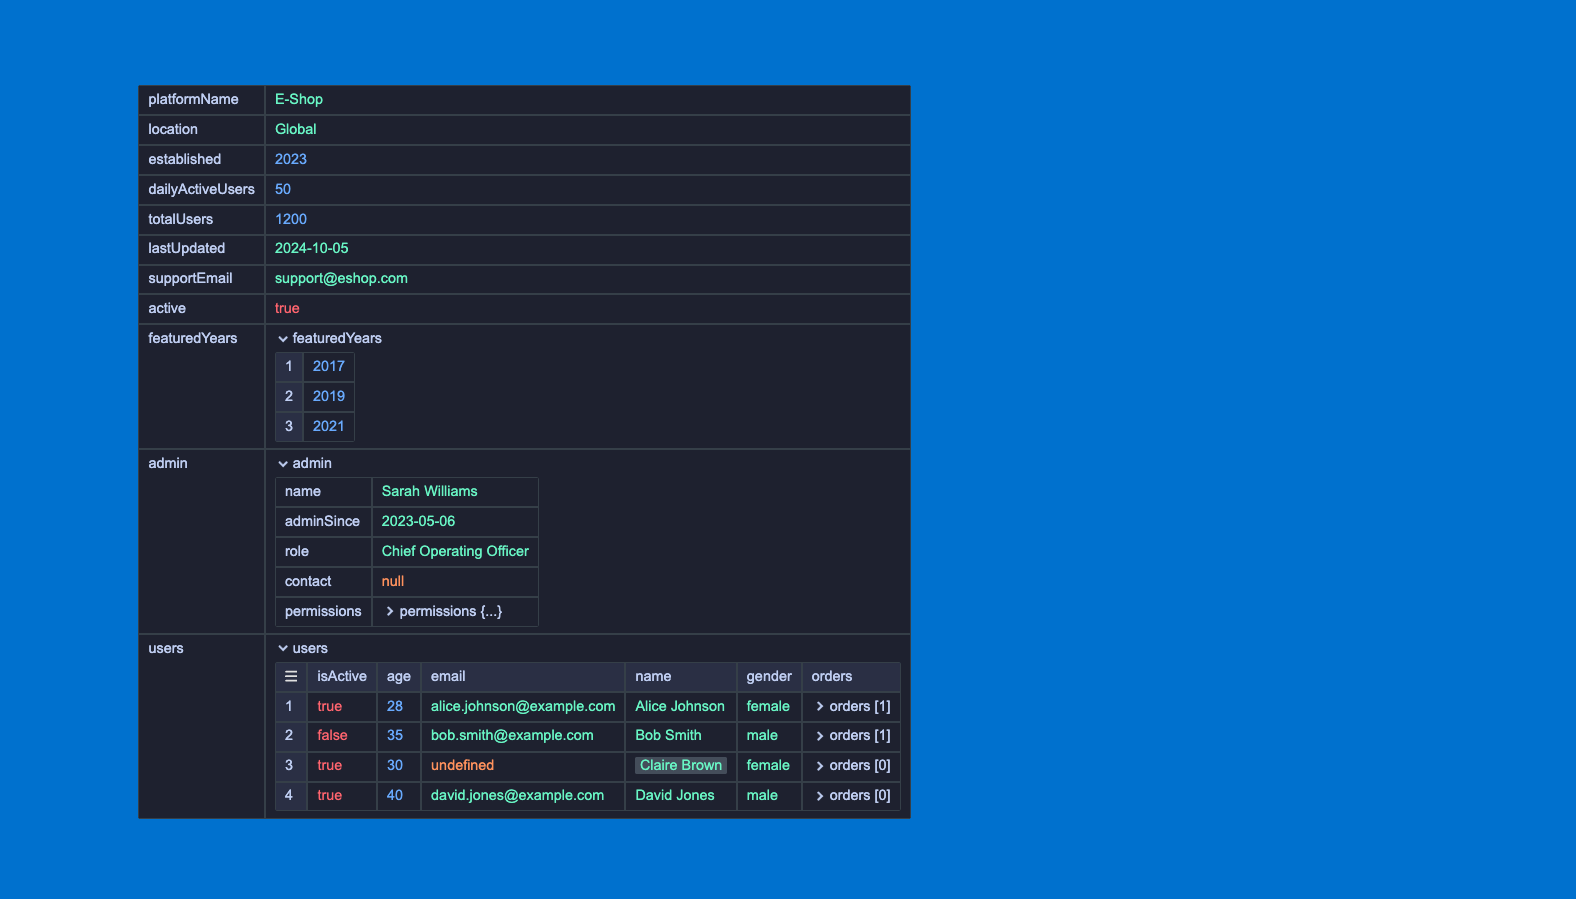 platformName E-Shop
location Global
established 2023
dailyActiveUsers 50
totalUsers 1200
lastUpdated 2024-10-05
supportEmail support@eshop.com
active true
featuredYears featuredYears
1 2017
2 2019
3 2021
admin admin
name Sarah Williams
adminSince 2023-05-06
role Chief Operating Officer
contact null
permissions permissions {...}
users users
isActive age email name gender orders
1 true 28 alice.johnson@example.com Alice Johnson female orders [1]
2 false 35 bob.smith@example.com Bob Smith male orders [1]
3 true 30 undefined Claire Brown female orders [0]
4 true 40 david.jones@example.com David Jones male orders [0]